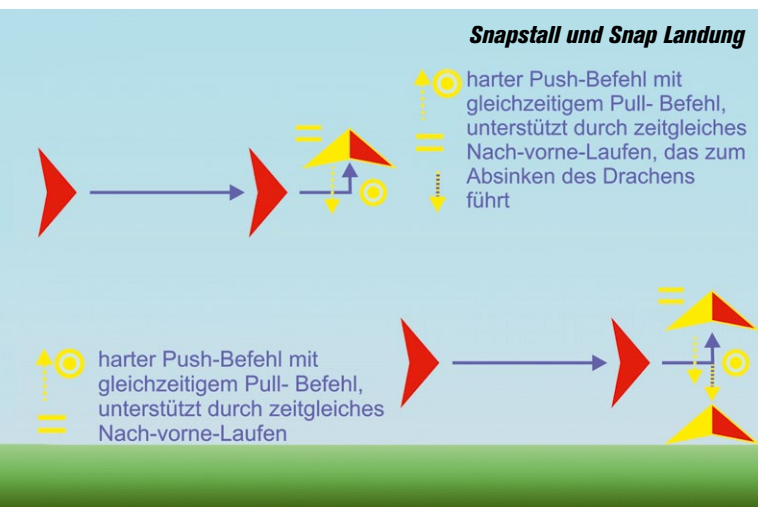 Snapstall und Snap Landung
harter Push-Befehl mit
gleichzeitigem Pull- Befehl,
unterstützt durch zeitgleiches
Nach-vorne-Laufen, das zum
Absinken des Drachens
führt
harter Push-Befehl mit
gleichzeitigem Pull- Befehl,
unterstützt durch zeitgleiches
Nach-vorne-Laufen